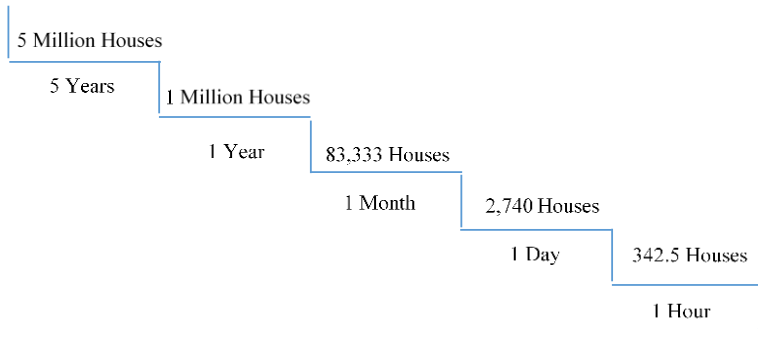 5 Million Houses
5 Years
1 Million Houses
1 Year
83,333 Houses
1 Month
2,740 Houses
1 Day
342.5 Houses
1 Hour